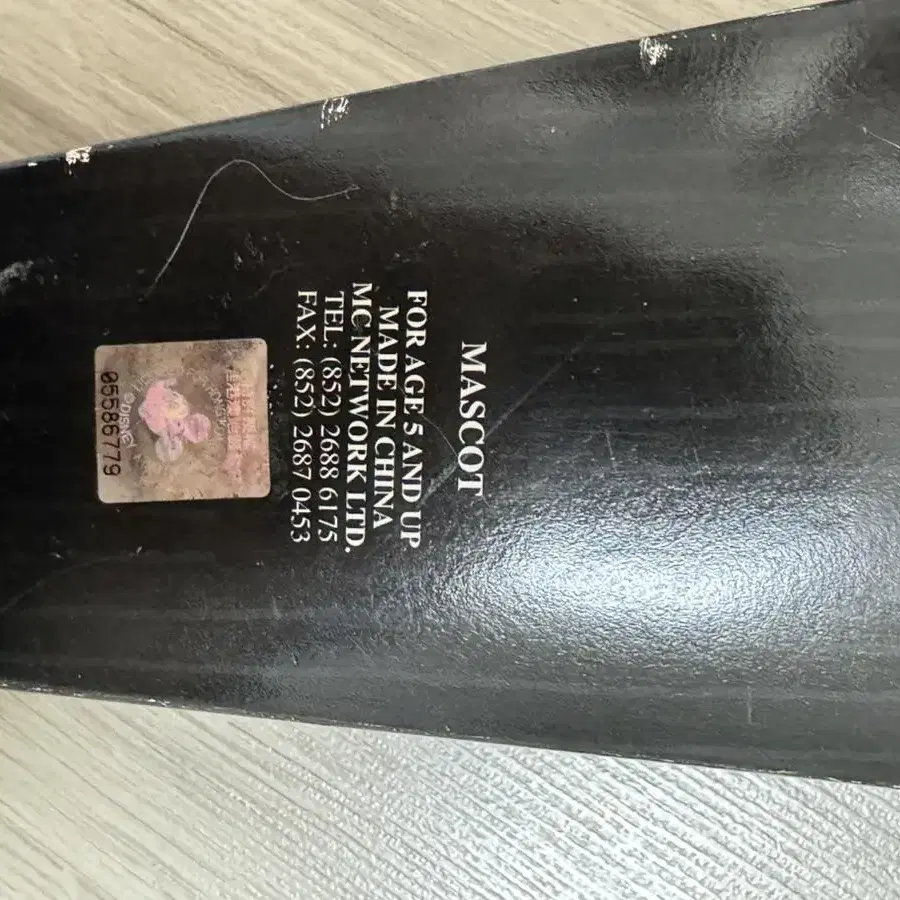 MASCOT
FOR AGE 5 AND UP
MADE IN CHINA
MC NETWORK LTD.
TEL: (852) 2688 6175
FAX: (852) 2687 0453
©DISNEY
05586779